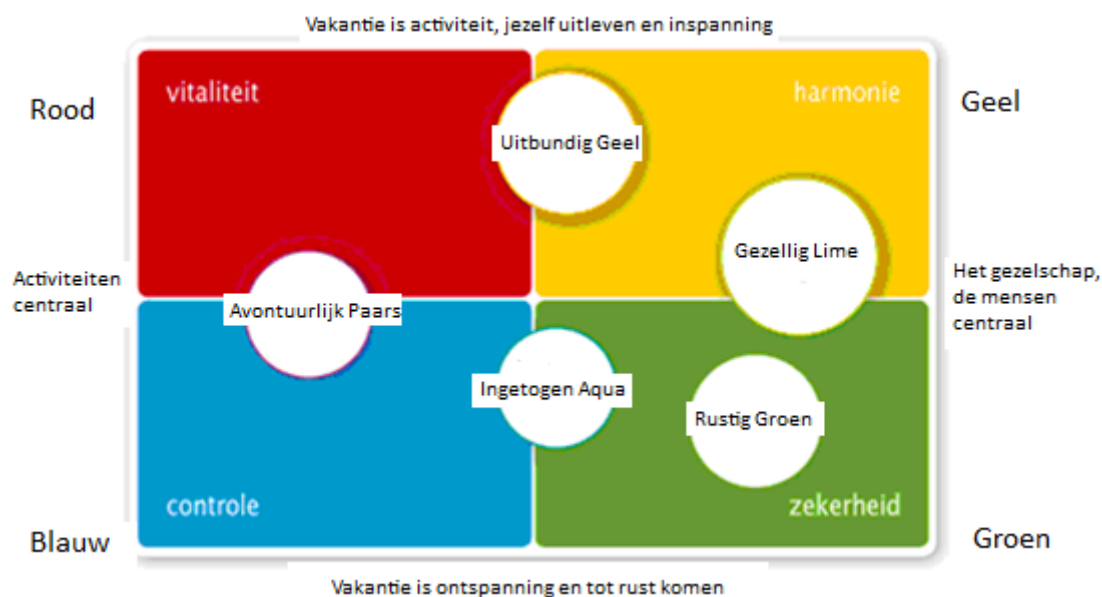 Vakantie is activiteit, jezelf uitleven en inspanning
vitaliteit
harmonie
Rood
Geel
Uitbundig Geel
Gezellig Lime
Activiteiten
centraal
Het gezelschap,
de mensen
centraal
Avontuurlijk Paars
Ingetogen Aqua
Rustig Groen
controle
zekerheid
Blauw
Groen
Vakantie is ontspanning en tot rust komen